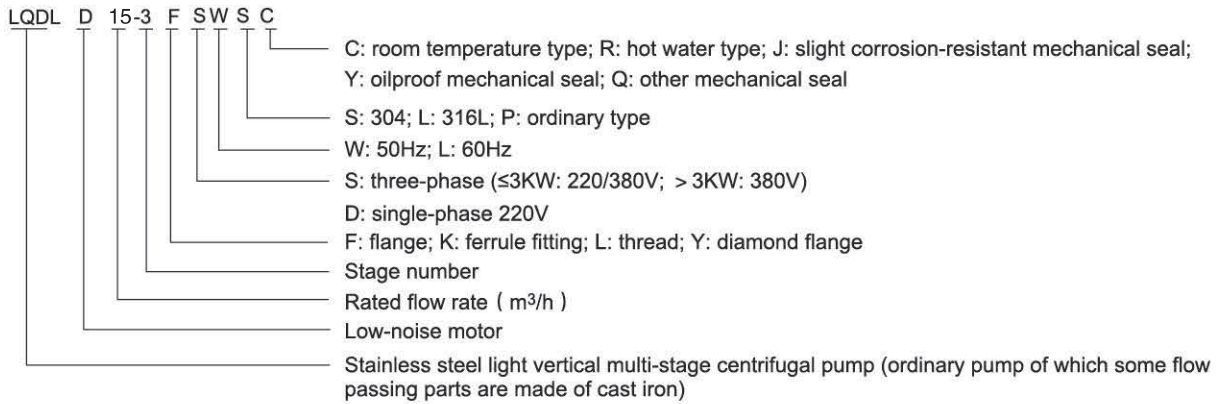 LQDL D 15-3 F S W S C
C: room temperature type; R: hot water type; J: slight corrosion-resistant mechanical seal;
Y: oilproof mechanical seal; Q: other mechanical seal
S: 304; L: 316L; P: ordinary type
W: 50Hz; L: 60Hz
S: three-phase (≤3KW: 220/380V; > 3KW: 380V)
D: single-phase 220V
F: flange; K: ferrule fitting; L: thread; Y: diamond flange
Stage number
Rated flow rate ( m³/h )
Low-noise motor
Stainless steel light vertical multi-stage centrifugal pump (ordinary pump of which some flow
passing parts are made of cast iron)